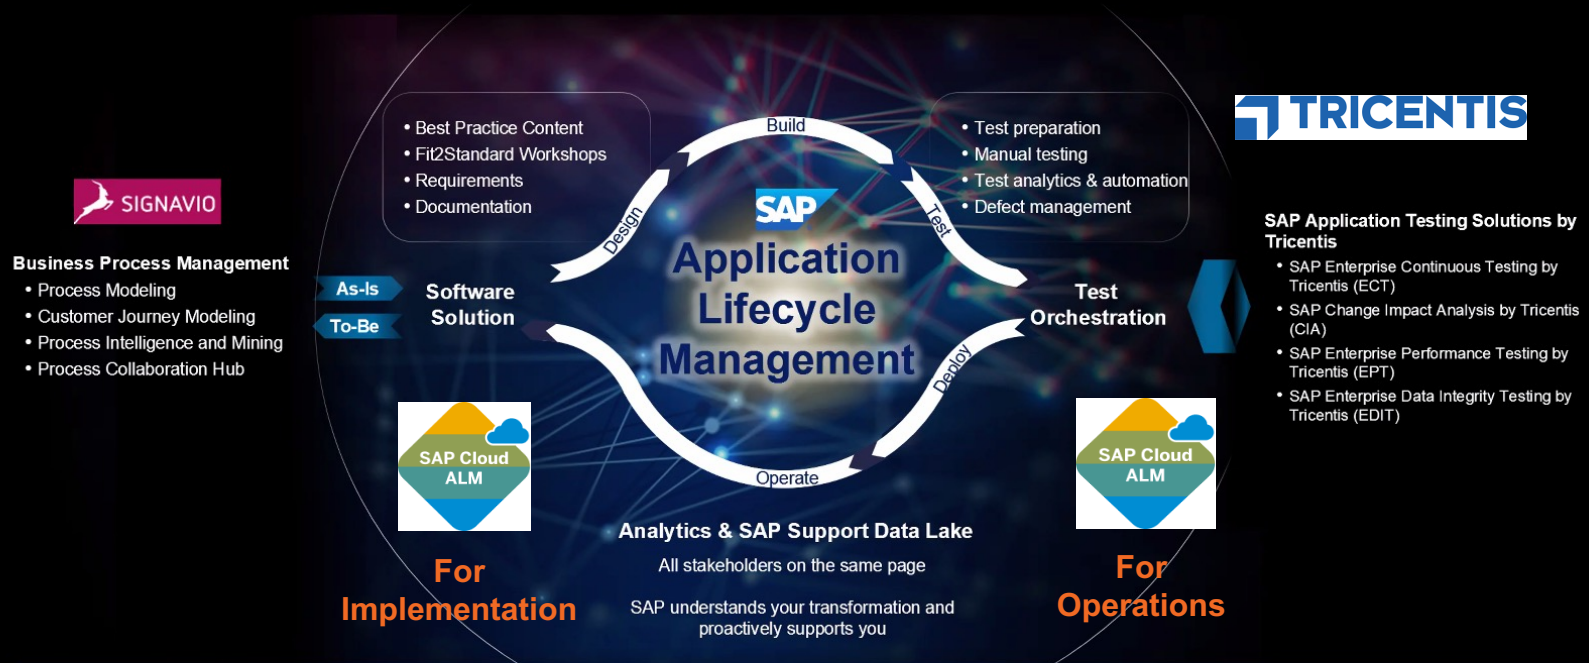 SIGNAVIO
Business Process Management
• Process Modeling
• Customer Journey Modeling
• Process Intelligence and Mining
• Process Collaboration Hub
As-Is
To-Be
• Best Practice Content
• Fit2Standard Workshops
• Requirements
• Documentation
Software
Solution
Design
Build
Test
Deploy
Operate
SAP
Application
Lifecycle
Management
• Test preparation
• Manual testing
• Test analytics & automation
• Defect management
Test
Orchestration
TRICENTIS
SAP Application Testing Solutions by
Tricentis
• SAP Enterprise Continuous Testing by
Tricentis (ECT)
• SAP Change Impact Analysis by Tricentis
(CIA)
• SAP Enterprise Performance Testing by
Tricentis (EPT)
• SAP Enterprise Data Integrity Testing by
Tricentis (EDIT)
SAP Cloud
ALM
For
Implementation
Analytics & SAP Support Data Lake
All stakeholders on the same page
SAP understands your transformation and
proactively supports you
SAP Cloud
ALM
For
Operations